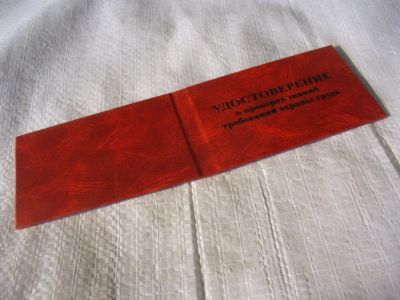 УДОСТОВЕРЕНИЕ
о проверке знаний
требований охраны труда